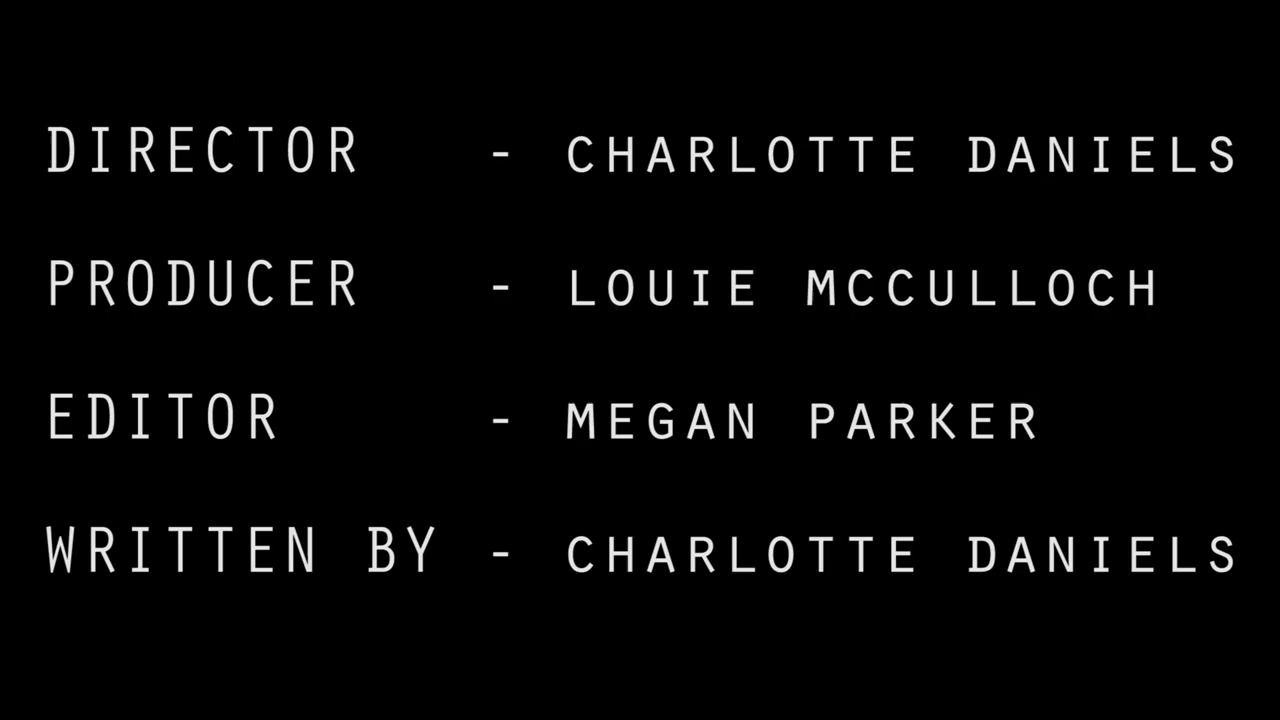 DIRECTOR - CHARLOTTE DANIELS
PRODUCER - LOUIE MCCULLOCH
EDITOR - MEGAN PARKER
WRITTEN BY - CHARLOTTE DANIELS